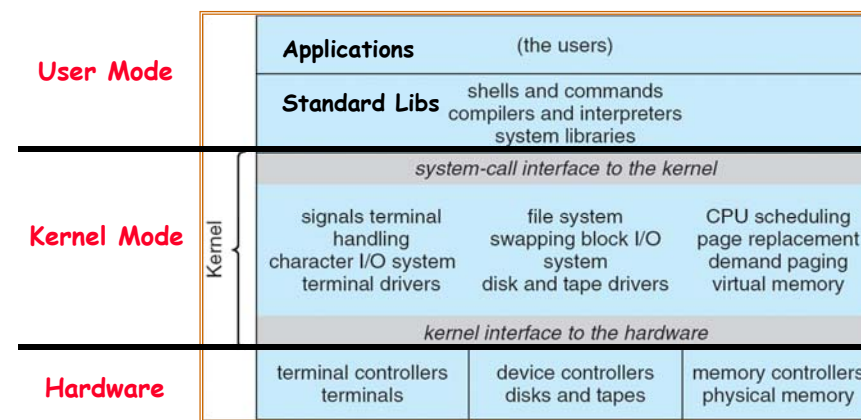 User Mode
Applications
(the users)
Standard Libs
shells and commands
compilers and interpreters
system libraries
Kernel Mode
Kernel
system-call interface to the kernel
signals terminal
handling
character I/O system
terminal drivers
file system
swapping block I/O
system
disk and tape drivers
CPU scheduling
page replacement
demand paging
virtual memory
kernel interface to the hardware
Hardware
terminal controllers
terminals
device controllers
disks and tapes
memory controllers
physical memory